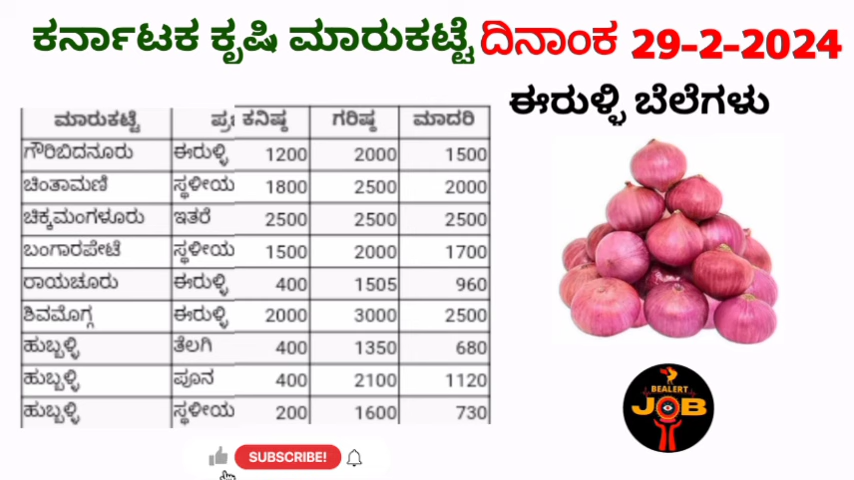 ಕರ್ನಾಟಕ ಕೃಷಿ ಮಾರುಕಟ್ಟೆ ದಿನಾಂಕ 29-2-2024
ಈರುಳ್ಳಿ ಬೆಲೆಗಳು
ಮಾರುಕಟ್ಟೆ ಪ್ರ ಕನಿಷ್ಠ ಗರಿಷ್ಠ ಮಾದರಿ
ಗೌರಿಬಿದನೂರು ಈರುಳ್ಳಿ 1200 2000 1500
ಚಿಂತಾಮಣಿ ಸ್ಥಳೀಯ 1800 2500 2000
ಚಿಕ್ಕಮಂಗಳೂರು ಇತರೆ 2500 2500 2500
ಬಂಗಾರಪೇಟೆ ಸ್ಥಳೀಯ 1500 2000 1700
ರಾಯಚೂರು ಈರುಳ್ಳಿ 400 1505 960
ಶಿವಮೊಗ್ಗ ಈರುಳ್ಳಿ 2000 3000 2500
ಹುಬ್ಬಳ್ಳಿ ತೆಲಗಿ 400 1350 680
ಹುಬ್ಬಳ್ಳಿ ಪೂನ 400 2100 1120
ಹುಬ್ಬಳ್ಳಿ ಸ್ಥಳೀಯ 200 1600 730
BEALERT
JOB
SUBSCRIBE!